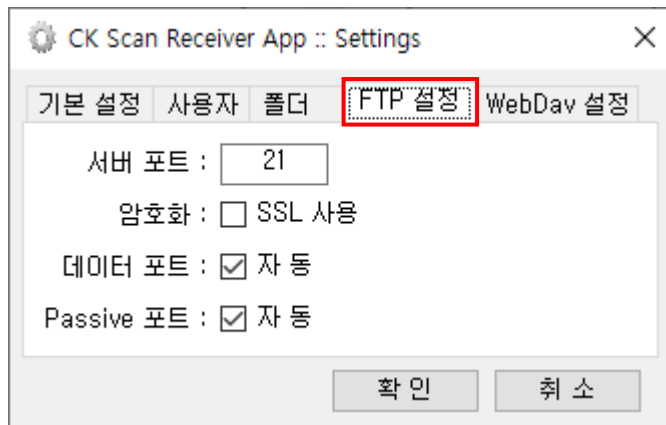 CK Scan Receiver App :: Settings
기본 설정 사용자 폴더 FTP 설정 WebDav 설정
서버 포트 : 21
암호화 : SSL 사용
데이터 포트 : 자 동
Passive 포트 : 자 동
확 인 취 소